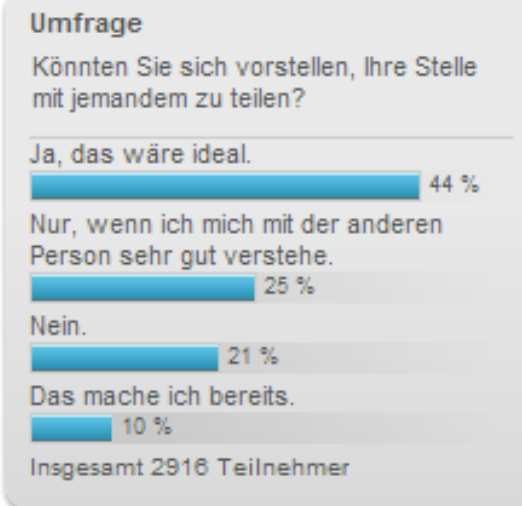 Umfrage
Könnten Sie sich vorstellen, Ihre Stelle
mit jemandem zu teilen?
Ja, das wäre ideal.
44 %
Nur, wenn ich mich mit der anderen
Person sehr gut verstehe.
25 %
Nein.
21 %
Das mache ich bereits.
10 %
Insgesamt 2916 Teilnehmer